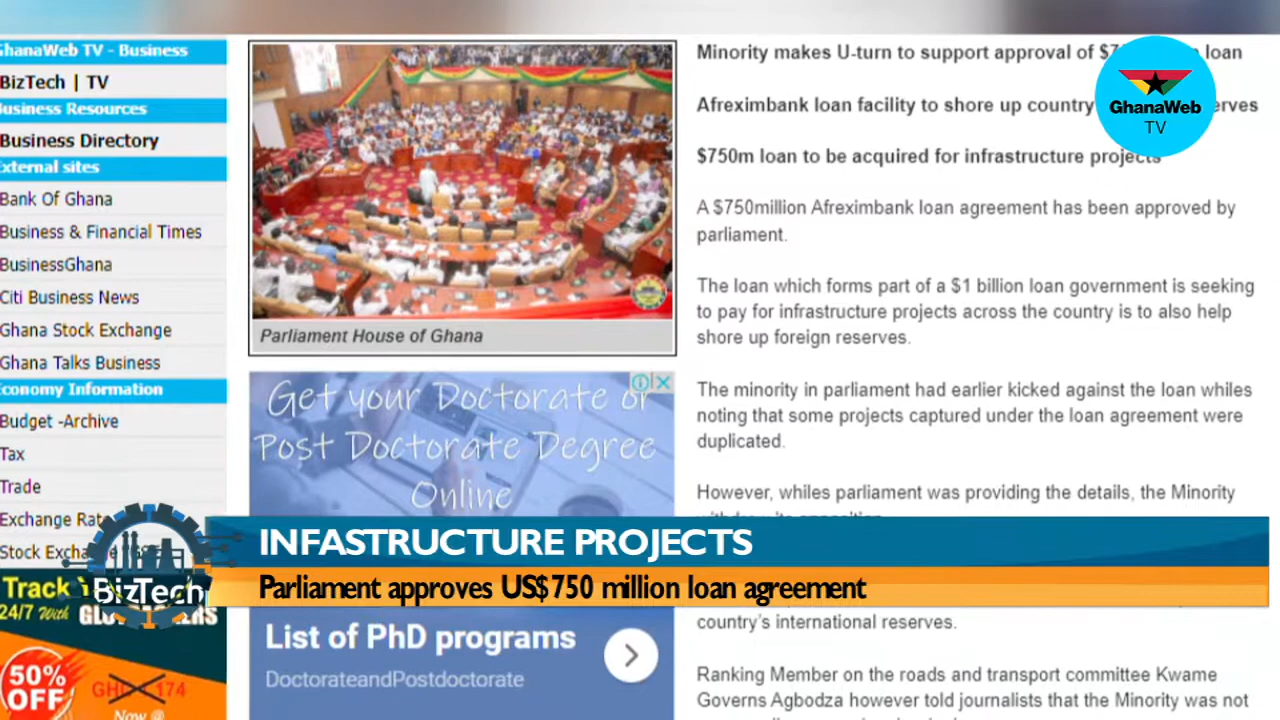 GhanaWeb TV - Business
BizTech | TV
Business Resources
Business Directory
External sites
Bank Of Ghana
Business & Financial Times
BusinessGhana
Citi Business News
Ghana Stock Exchange
Ghana Talks Business
Economy Information
Budget -Archive
Tax
Trade
Exchange
Stock
Track
24/7 With
50%
OFF
174
Now @
Parliament House of Ghana
Get your Doctorate or
Post Doctorate Degree
Online
List of PhD programs
DoctorateandPostdoctorate
Minority makes U-turn to support approval of loan
Afreximbank loan facility to shore up country
$750m loan to be acquired for infrastructure projects
A $750million Afreximbank loan agreement has been approved by
parliament.
The loan which forms part of a $1 billion loan government is seeking
to pay for infrastructure projects across the country is to also help
shore up foreign reserves.
The minority in parliament had earlier kicked against the loan whiles
noting that some projects captured under the loan agreement were
duplicated.
However, whiles parliament was providing the details, the Minority
country's international reserves.
Ranking Member on the roads and transport committee Kwame
Governs Agbodza however told journalists that the Minority was not
GhanaWeb
TV
BizTech
INFASTRUCTURE PROJECTS
Parliament approves US$750 million loan agreement